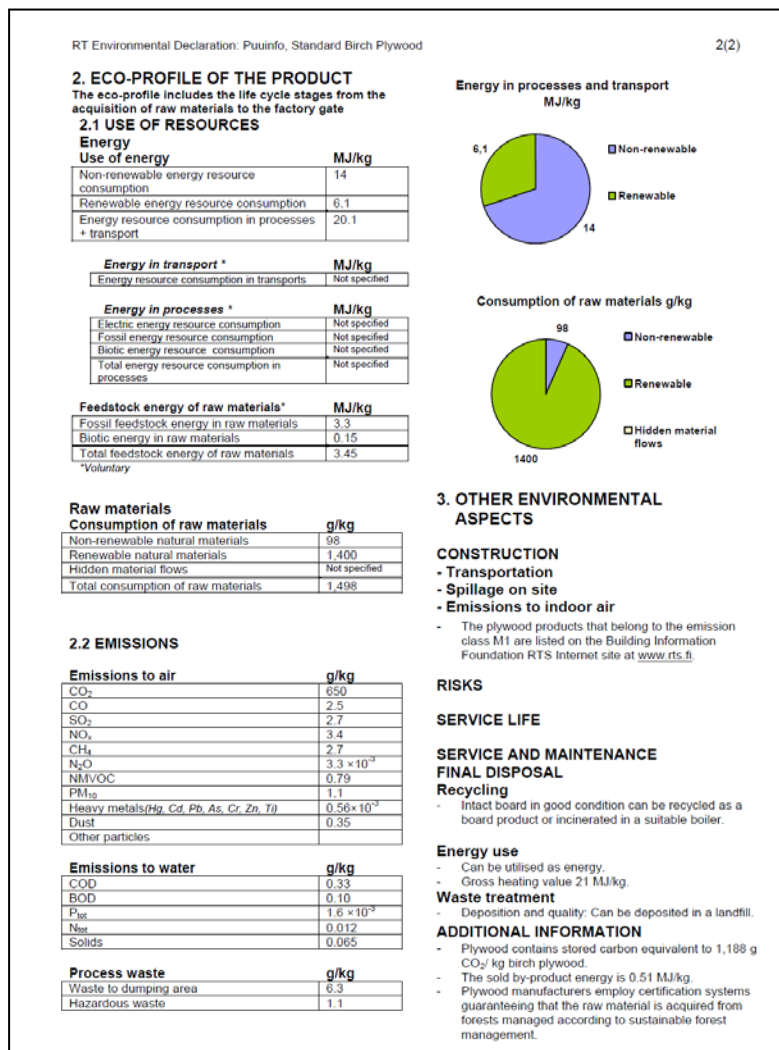 RT Environmental Declaration: Puuinfo, Standard Birch Plywood 2(2)
2. ECO-PROFILE OF THE PRODUCT
The eco-profile includes the life cycle stages from the
acquisition of raw materials to the factory gate
2.1 USE OF RESOURCES
Energy
Use of energy MJ/kg
Non-renewable energy resource
consumption 14
Renewable energy resource consumption 6.1
Energy resource consumption in processes
+ transport 20.1
Energy in transport * MJ/kg
Energy resource consumption in transports Not specified
Energy in processes * MJ/kg
Electric energy resource consumption Not specified
Fossil energy resource consumption Not specified
Biotic energy resource consumption Not specified
Total energy resource consumption in
processes Not specified
Feedstock energy of raw materials* MJ/kg
Fossil feedstock energy in raw materials 3.3
Biotic energy in raw materials 0.15
Total feedstock energy of raw materials 3.45
*Voluntary
Raw materials
Consumption of raw materials g/kg
Non-renewable natural materials 98
Renewable natural materials 1,400
Hidden material flows Not specified
Total consumption of raw materials 1,498
2.2 EMISSIONS
Emissions to air g/kg
CO₂ 650
CO 2.5
SO₂ 2.7
NOₓ 3.4
CH₄ 2.7
N₂O 3.3 ×10⁻³
NMVOC 0.79
PM₁₀ 1.1
Heavy metals(Hg, Cd, Pb, As, Cr, Zn, Ti) 0.56×10⁻³
Dust 0.35
Other particles
Emissions to water g/kg
COD 0.33
BOD 0.10
Ptot 1.6 ×10⁻³
Ntot 0.012
Solids 0.065
Process waste g/kg
Waste to dumping area 6.3
Hazardous waste 1.1
Energy in processes and transport
MJ/kg
6,1
Non-renewable
Renewable
14
Consumption of raw materials g/kg
98
Non-renewable
Renewable
Hidden material
flows
1400
3. OTHER ENVIRONMENTAL
ASPECTS
CONSTRUCTION
- Transportation
- Spillage on site
- Emissions to indoor air
- The plywood products that belong to the emission
class M1 are listed on the Building Information
Foundation RTS Internet site at www.rts.fi.
RISKS
SERVICE LIFE
SERVICE AND MAINTENANCE
FINAL DISPOSAL
Recycling
- Intact board in good condition can be recycled as a
board product or incinerated in a suitable boiler.
Energy use
- Can be utilised as energy.
- Gross heating value 21 MJ/kg.
Waste treatment
- Deposition and quality: Can be deposited in a landfill.
ADDITIONAL INFORMATION
- Plywood contains stored carbon equivalent to 1,188 g
CO₂/ kg birch plywood.
- The sold by-product energy is 0.51 MJ/kg.
- Plywood manufacturers employ certification systems
guaranteeing that the raw material is acquired from
forests managed according to sustainable forest
management.